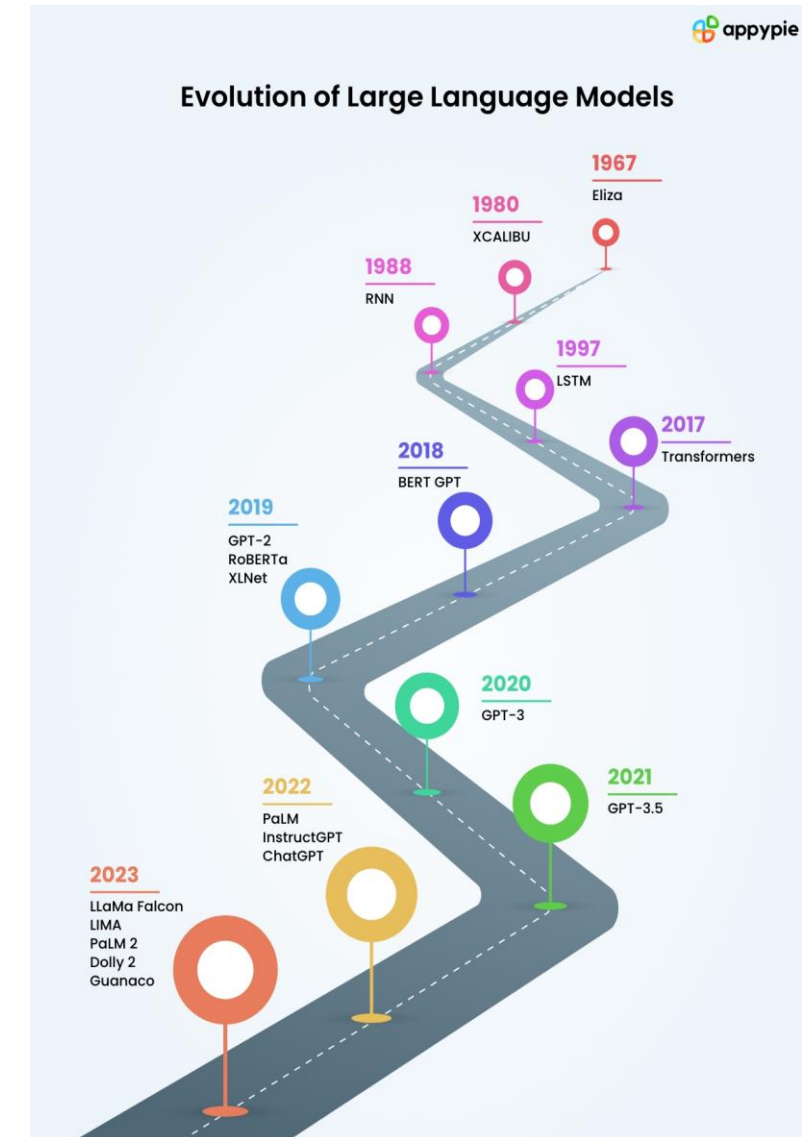 appypie
Evolution of Large Language Models
1967
Eliza
1980
XCALIBU
1988
RNN
1997
LSTM
2017
Transformers
2018
BERT GPT
2019
GPT-2
RoBERTa
XLNet
2020
GPT-3
2021
GPT-3.5
2022
PaLM
InstructGPT
ChatGPT
2023
LLaMa Falcon
LIMA
PaLM 2
Dolly 2
Guanaco